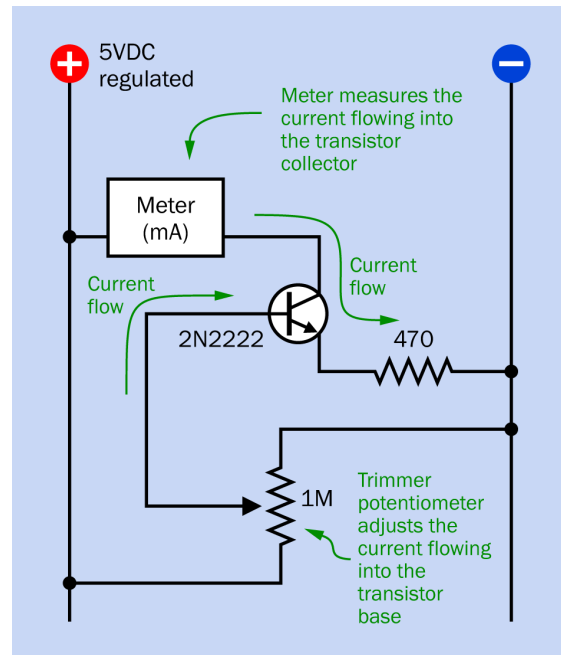 5VDC
regulated
Meter measures the
current flowing into
the transistor
collector
Meter
(mA)
Current
flow
Current
flow
2N2222
470
1M
Trimmer
potentiometer
adjusts the
current flowing
into the
transistor
base